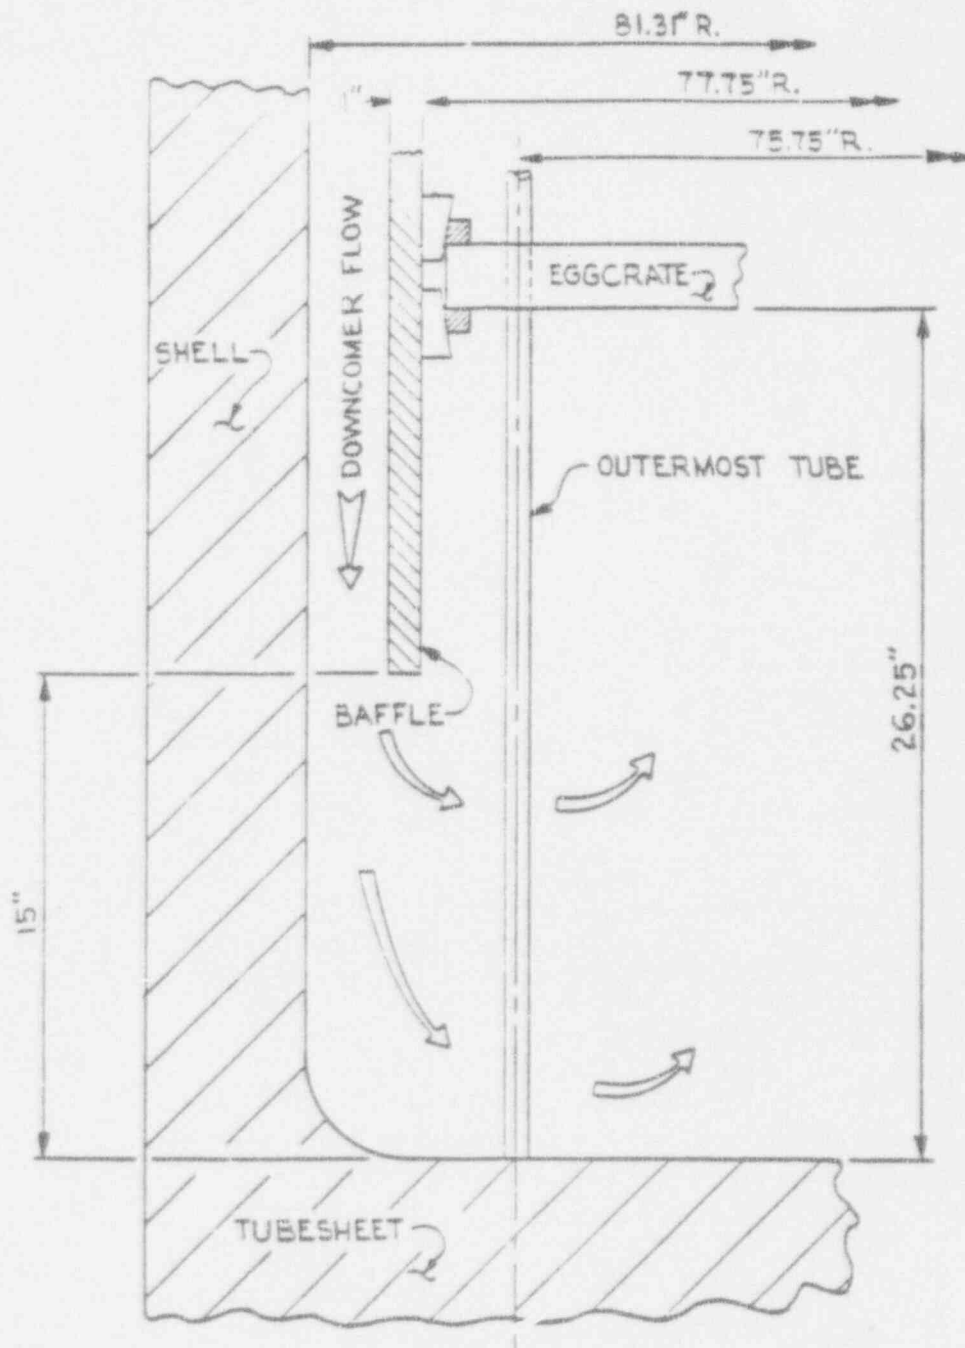 81.31" R.
77.75"R.
1"
75.75"R.
DOWNCOMER FLOW
EGGCRATE
SHELL
OUTERMOST TUBE
26.25"
BAFFLE
15"
TUBESHEET